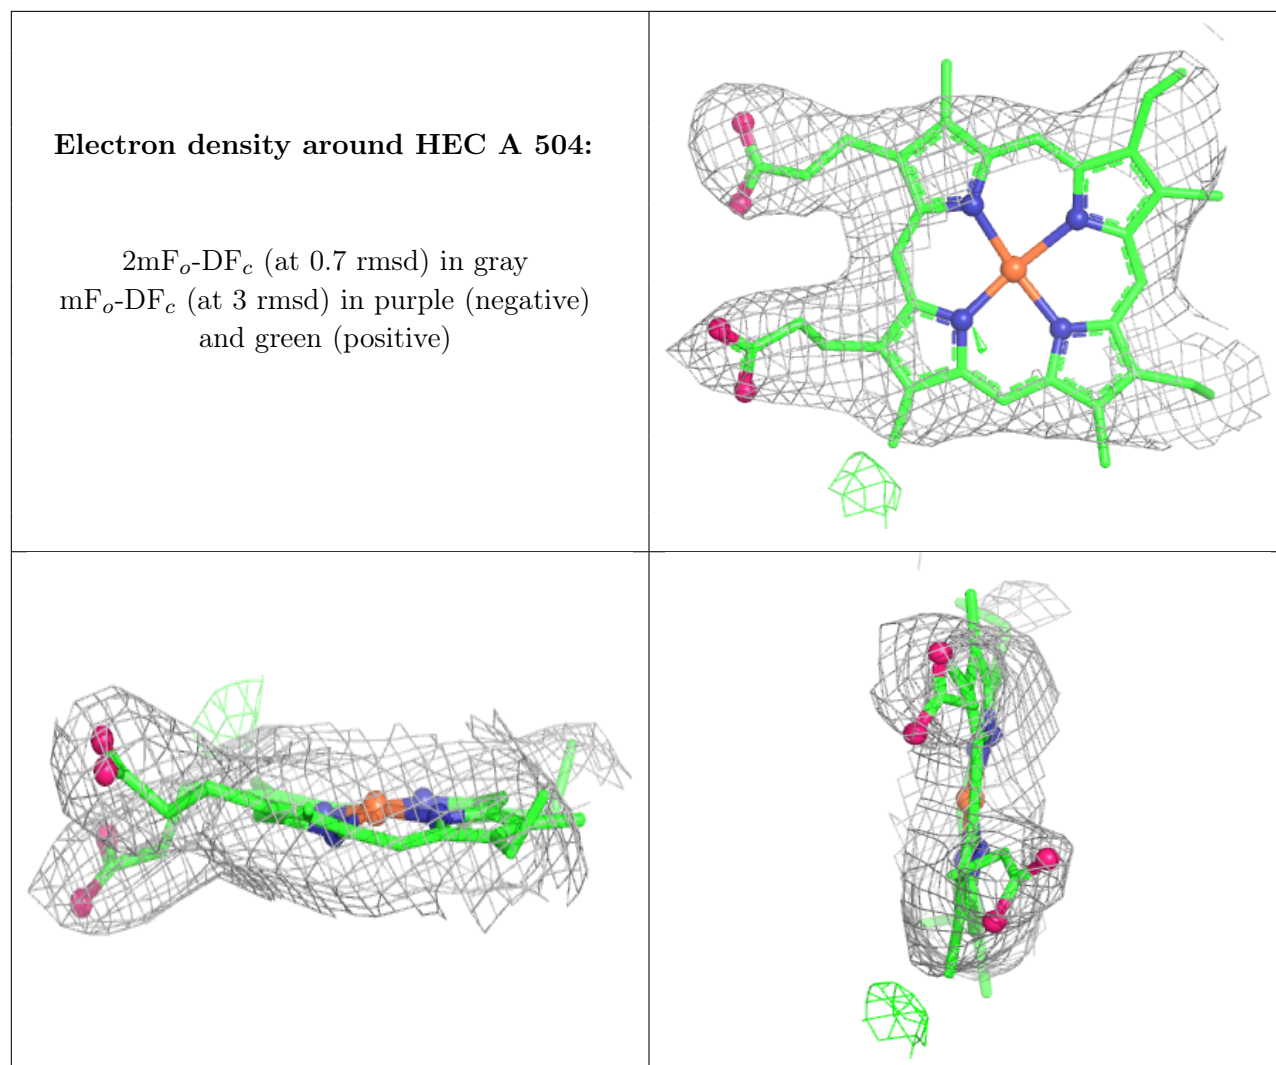 Electron density around HEC A 504:
2mFo-DFc (at 0.7 rmsd) in gray
mFo-DFc (at 3 rmsd) in purple (negative)
and green (positive)